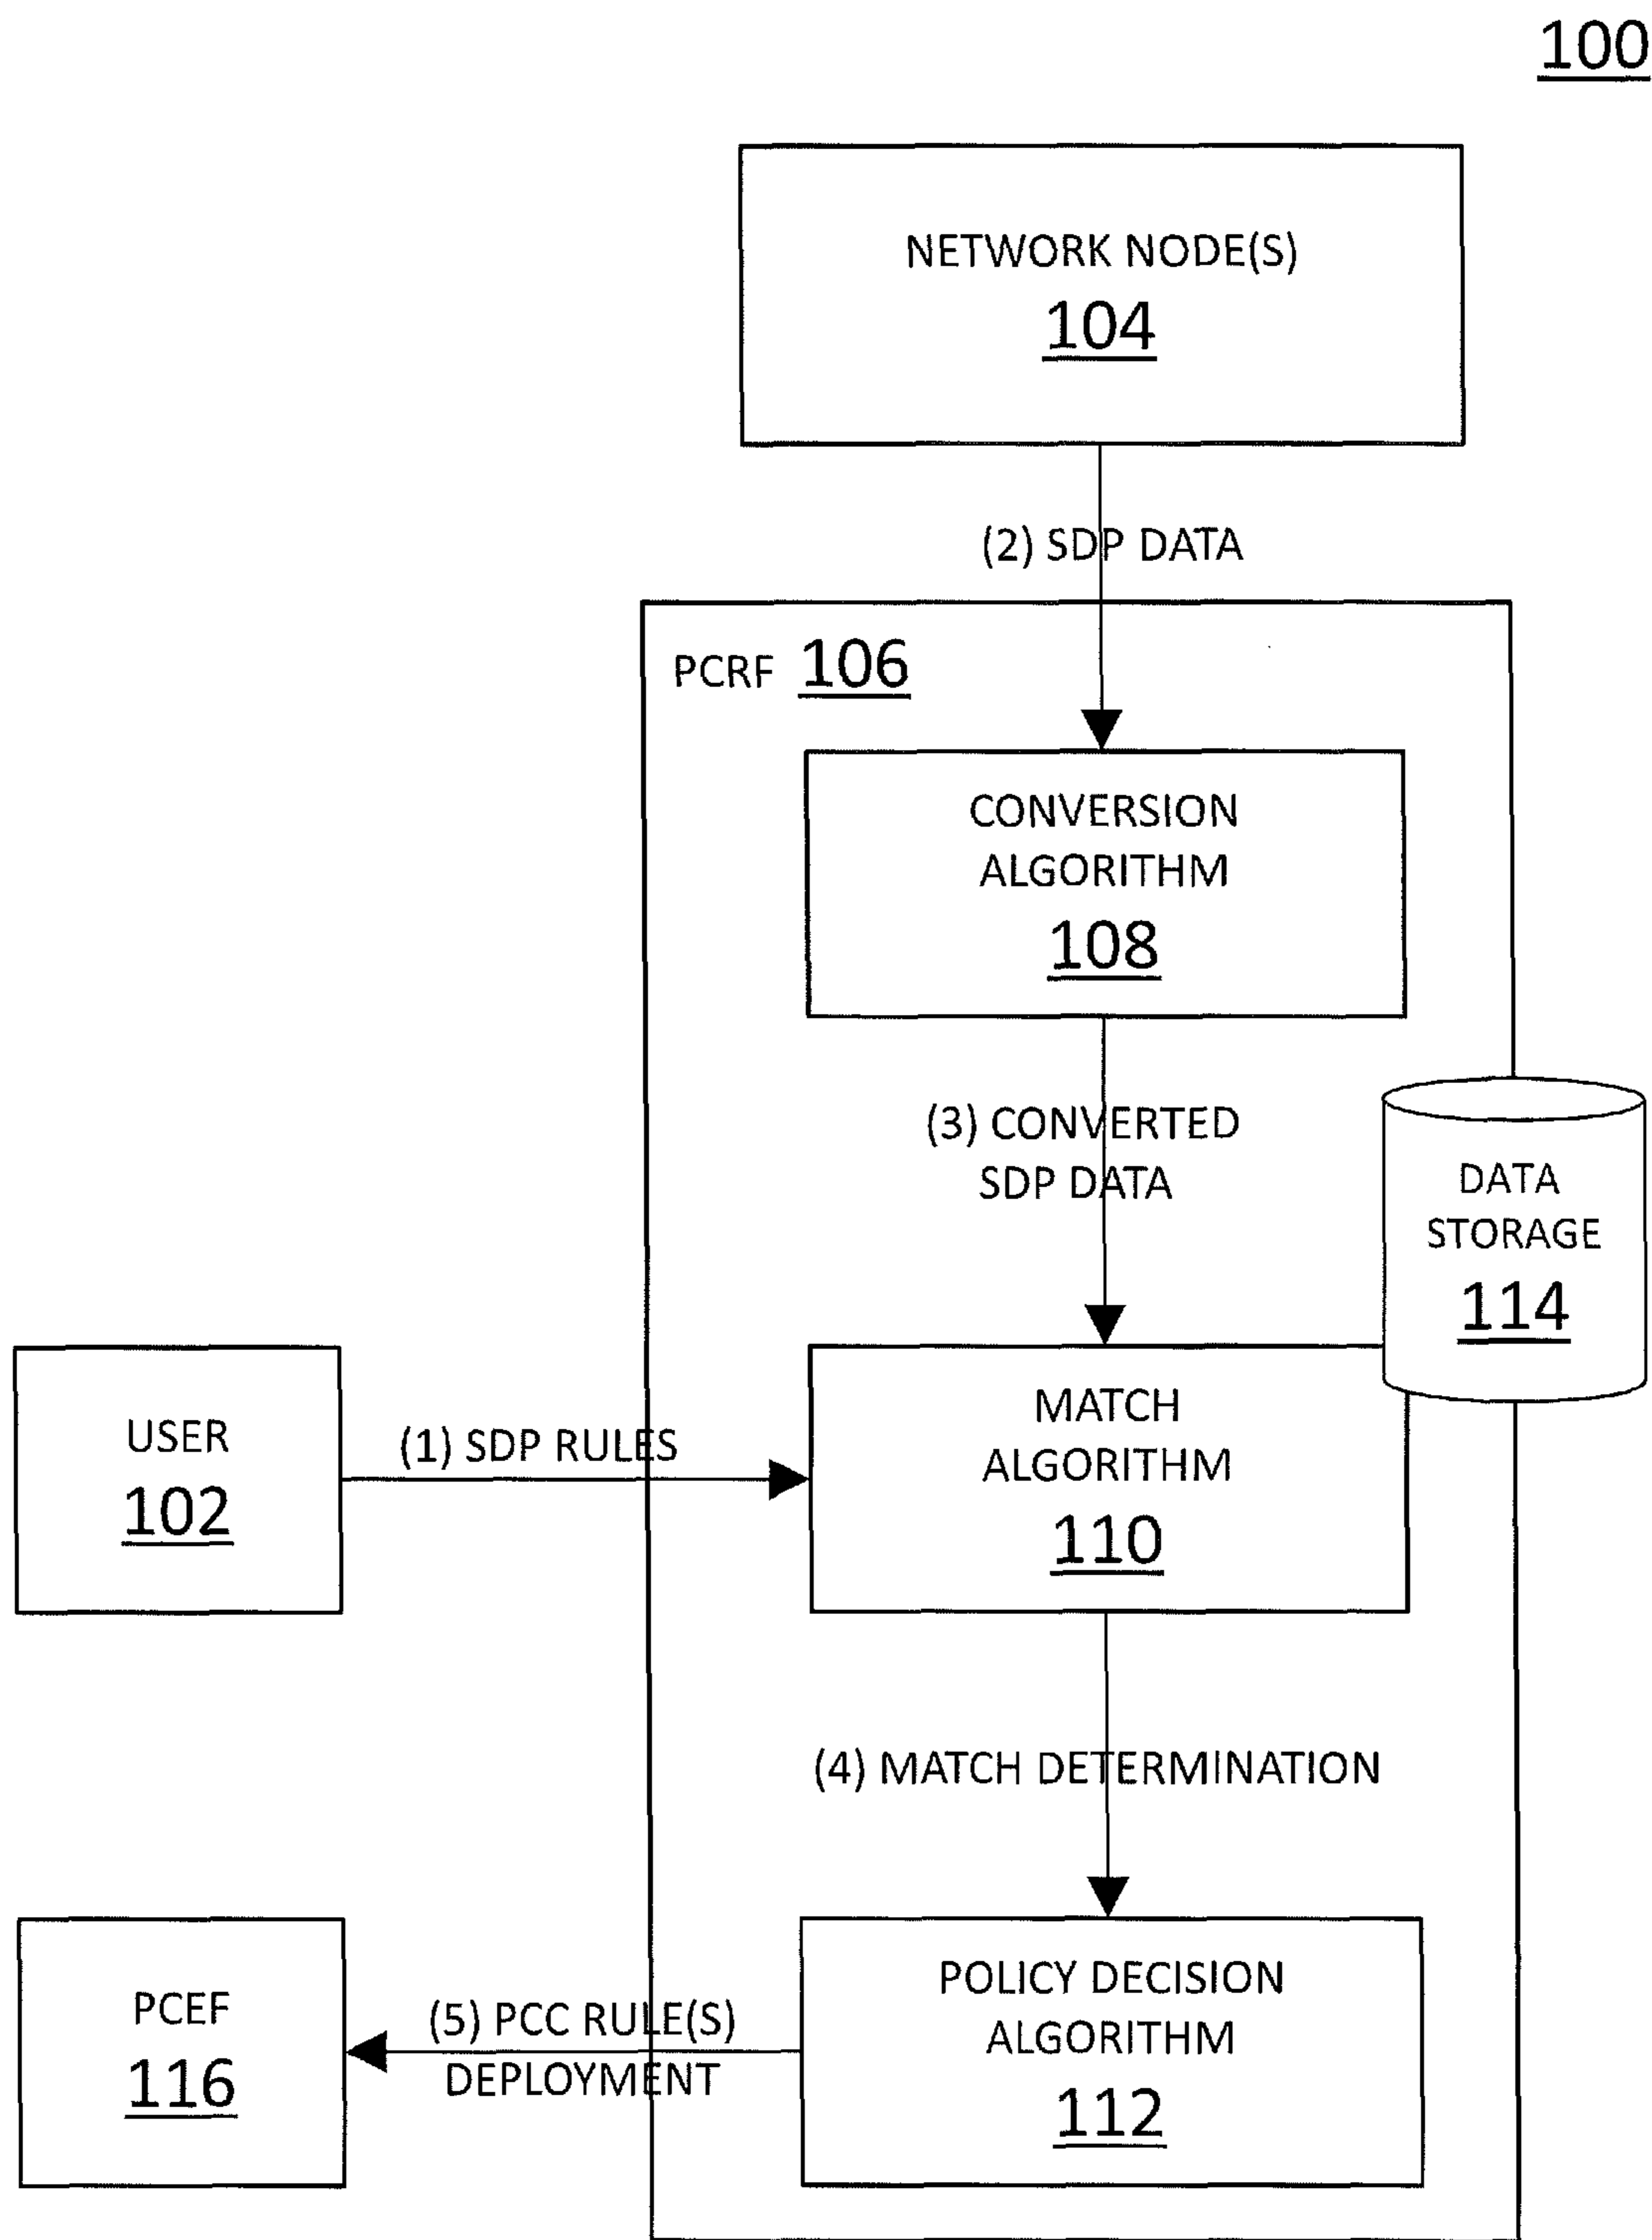 100
NETWORK NODE(S)
104
(2) SDP DATA
PCRF 106
CONVERSION
ALGORITHM
108
(3) CONVERTED
SDP DATA
DATA
STORAGE
114
USER
102
(1) SDP RULES
MATCH
ALGORITHM
110
(4) MATCH DETERMINATION
PCEF
116
(5) PCC RULE(S)
DEPLOYMENT
POLICY DECISION
ALGORITHM
112